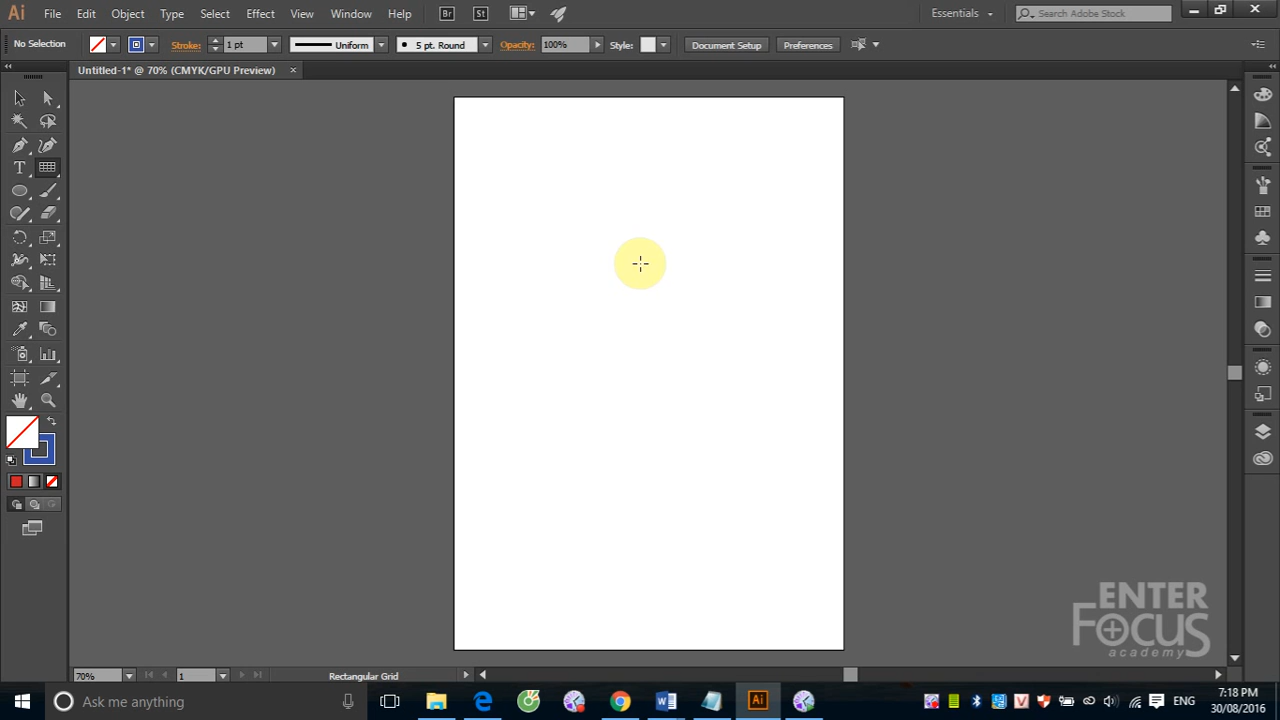 Ai File Edit Object Type Select Effect View Window Help Br St Essentials Search Adobe Stock
No Selection Stroke: 1 pt Uniform 5 pt. Round Opacity: 100% Style: Document Setup Preferences
Untitled-1* @ 70% (CMYK/GPU Preview)
T
ENTER
FOCUS
academy
70% 1 Rectangular Grid
Ask me anything Ai ENG 7:18 PM
30/08/2016